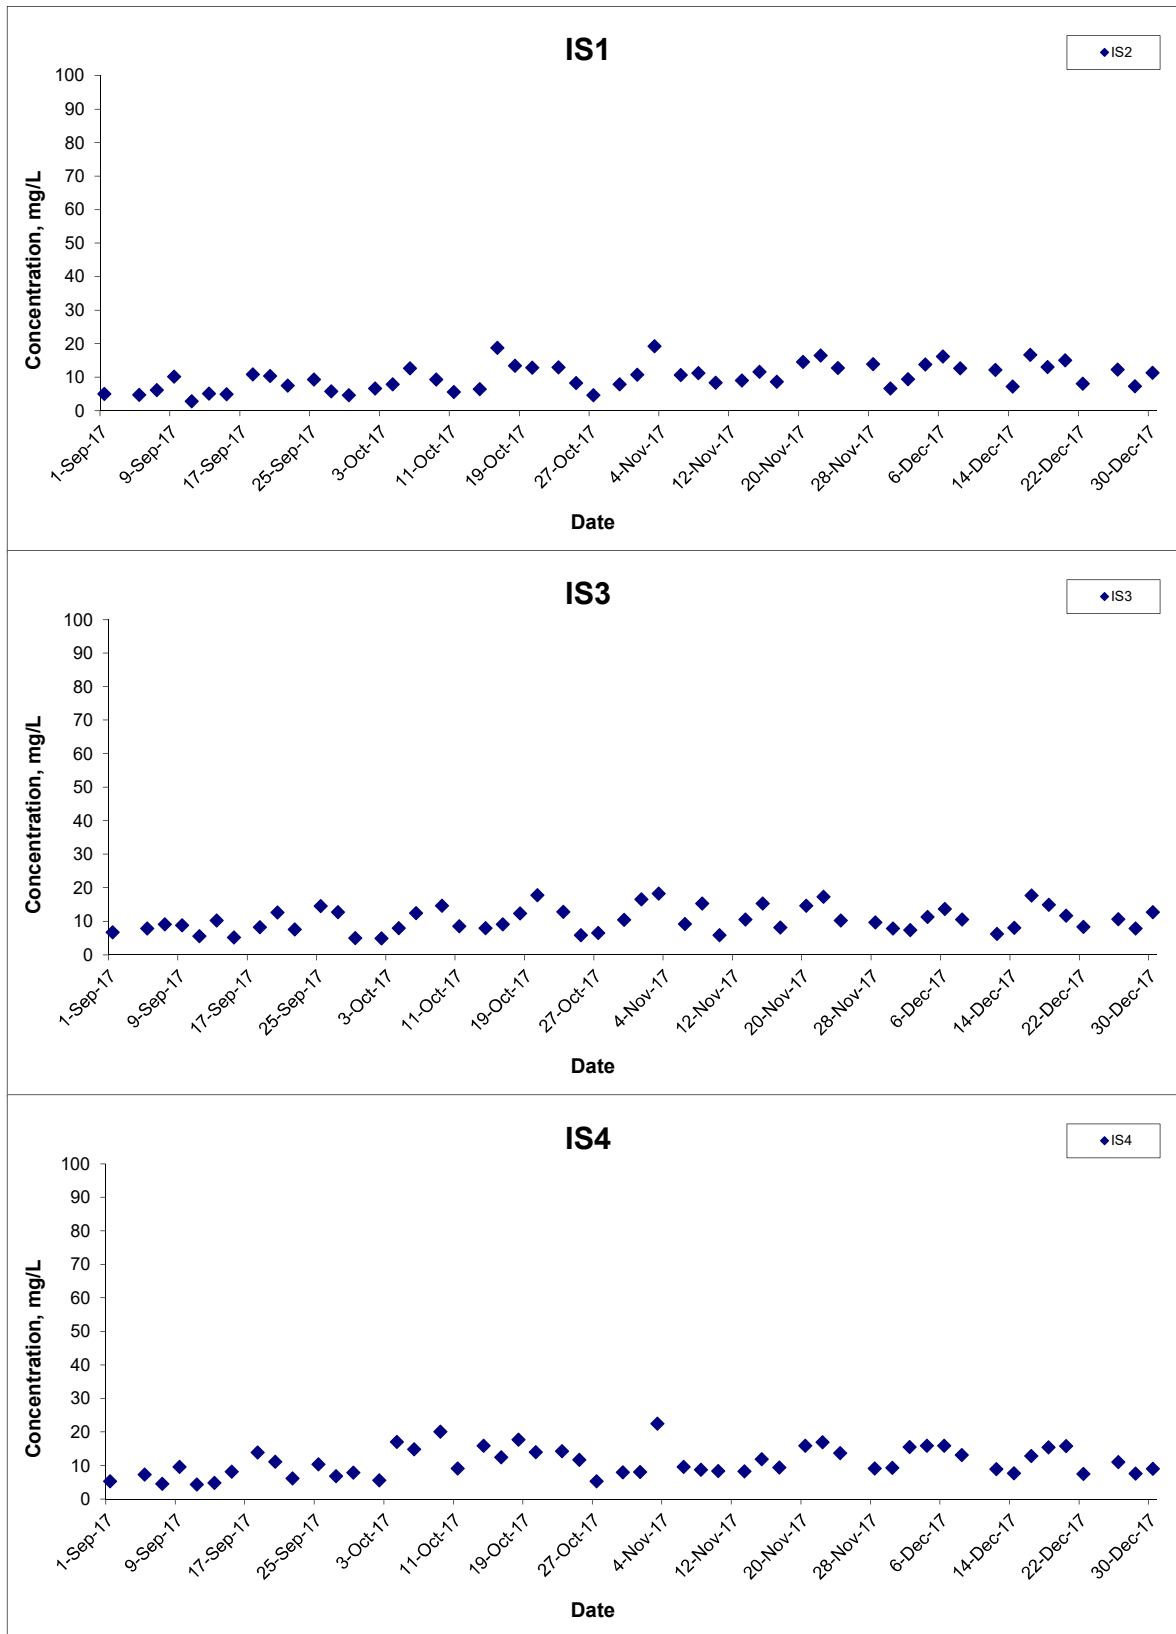 IS1
IS2
Concentration, mg/L
100
90
80
70
60
50
40
30
20
10
0
1-Sep-17
9-Sep-17
17-Sep-17
25-Sep-17
3-Oct-17
11-Oct-17
19-Oct-17
27-Oct-17
4-Nov-17
12-Nov-17
20-Nov-17
28-Nov-17
6-Dec-17
14-Dec-17
22-Dec-17
30-Dec-17
Date
IS3
IS3
Concentration, mg/L
100
90
80
70
60
50
40
30
20
10
0
1-Sep-17
9-Sep-17
17-Sep-17
25-Sep-17
3-Oct-17
11-Oct-17
19-Oct-17
27-Oct-17
4-Nov-17
12-Nov-17
20-Nov-17
28-Nov-17
6-Dec-17
14-Dec-17
22-Dec-17
30-Dec-17
Date
IS4
IS4
Concentration, mg/L
100
90
80
70
60
50
40
30
20
10
0
1-Sep-17
9-Sep-17
17-Sep-17
25-Sep-17
3-Oct-17
11-Oct-17
19-Oct-17
27-Oct-17
4-Nov-17
12-Nov-17
20-Nov-17
28-Nov-17
6-Dec-17
14-Dec-17
22-Dec-17
30-Dec-17
Date